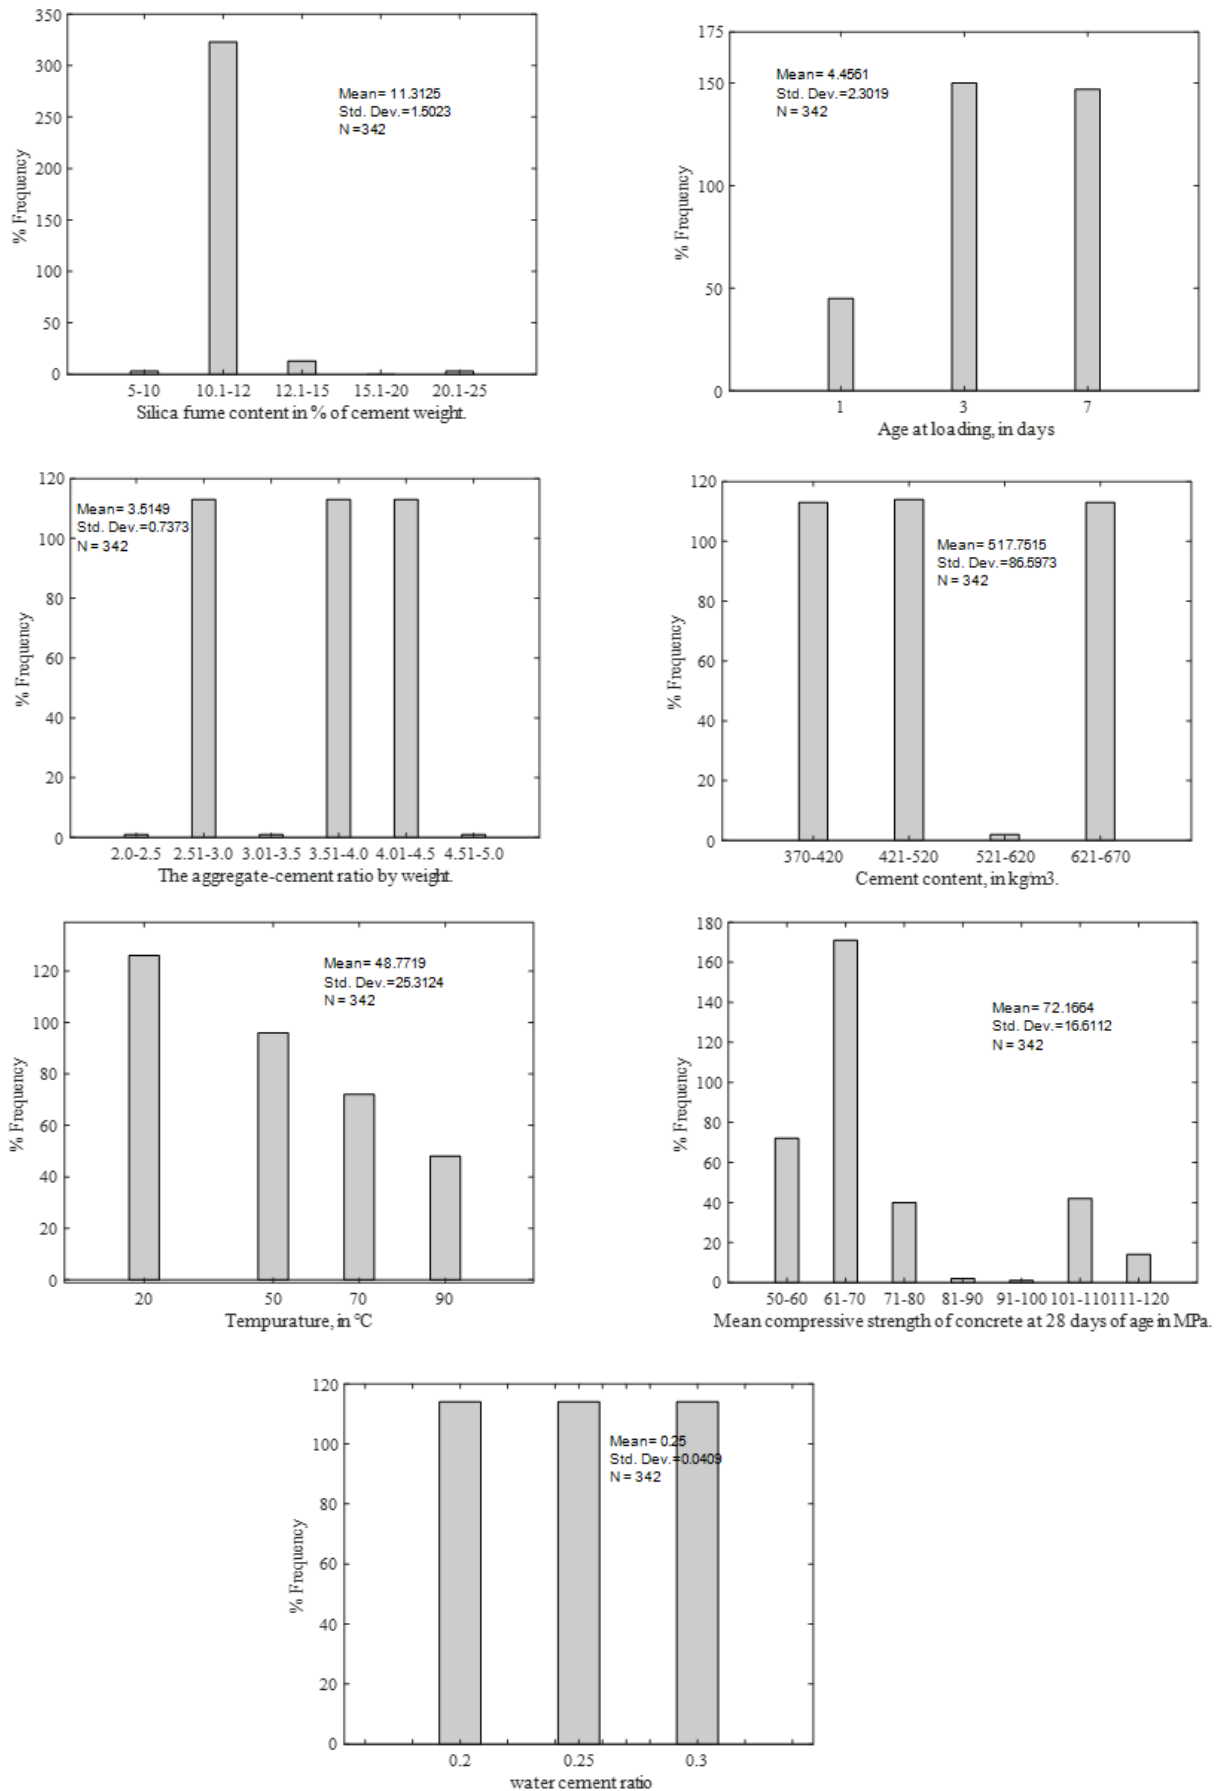 350
300
250
200
150
100
50
0
% Frequency
Mean= 11.3125
Std. Dev.=1.5023
N =342
5-10 10.1-12 12.1-15 15.1-20 20.1-25
Silica fume content in % of cement weight.
175
150
100
50
0
% Frequency
Mean= 4.4561
Std. Dev.=2.3019
N = 342
1 3 7
Age at loading, in days
120
100
80
60
40
20
0
% Frequency
Mean= 3.5149
Std. Dev.=0.7373
N = 342
2.0-2.5 2.51-3.0 3.01-3.5 3.51-4.0 4.01-4.5 4.51-5.0
The aggregate-cement ratio by weight.
120
100
80
60
40
20
0
% Frequency
Mean= 517.7515
Std. Dev.=86.5973
N = 342
370-420 421-520 521-620 621-670
Cement content, in kg/m3.
120
100
80
60
40
20
0
% Frequency
Mean= 48.7719
Std. Dev.=25.3124
N = 342
20 50 70 90
Tempurature, in °C
180
160
140
120
100
80
60
40
20
0
% Frequency
Mean= 72.1664
Std. Dev.=16.6112
N = 342
50-60 61-70 71-80 81-90 91-100 101-110 111-120
Mean compressive strength of concrete at 28 days of age in MPa.
120
100
80
60
40
20
0
% Frequency
Mean= 0.25
Std. Dev.=0.0409
N = 342
0.2 0.25 0.3
water cement ratio